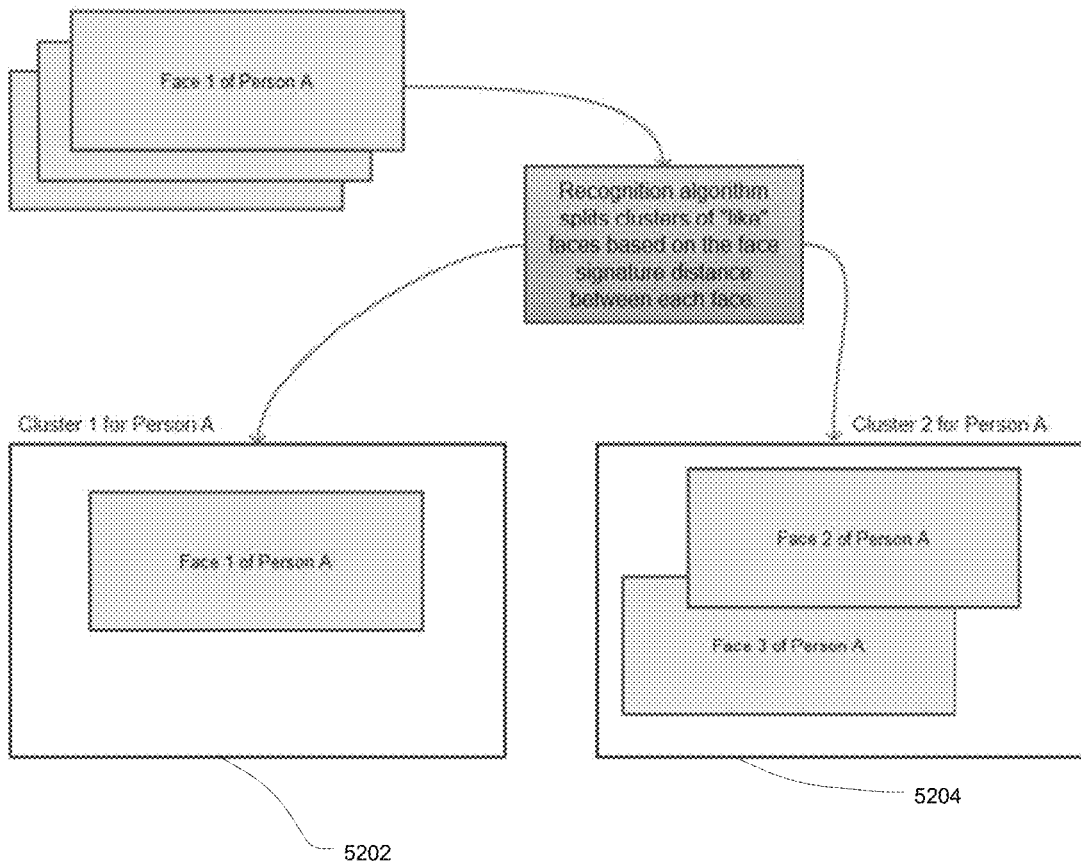 Face 1 of Person A
Recognition algorithm
splits clusters of "like"
faces based on the face
signature distance
between each face.
Cluster 1 for Person A
Cluster 2 for Person A
Face 1 of Person A
Face 2 of Person A
Face 3 of Person A
5204
5202